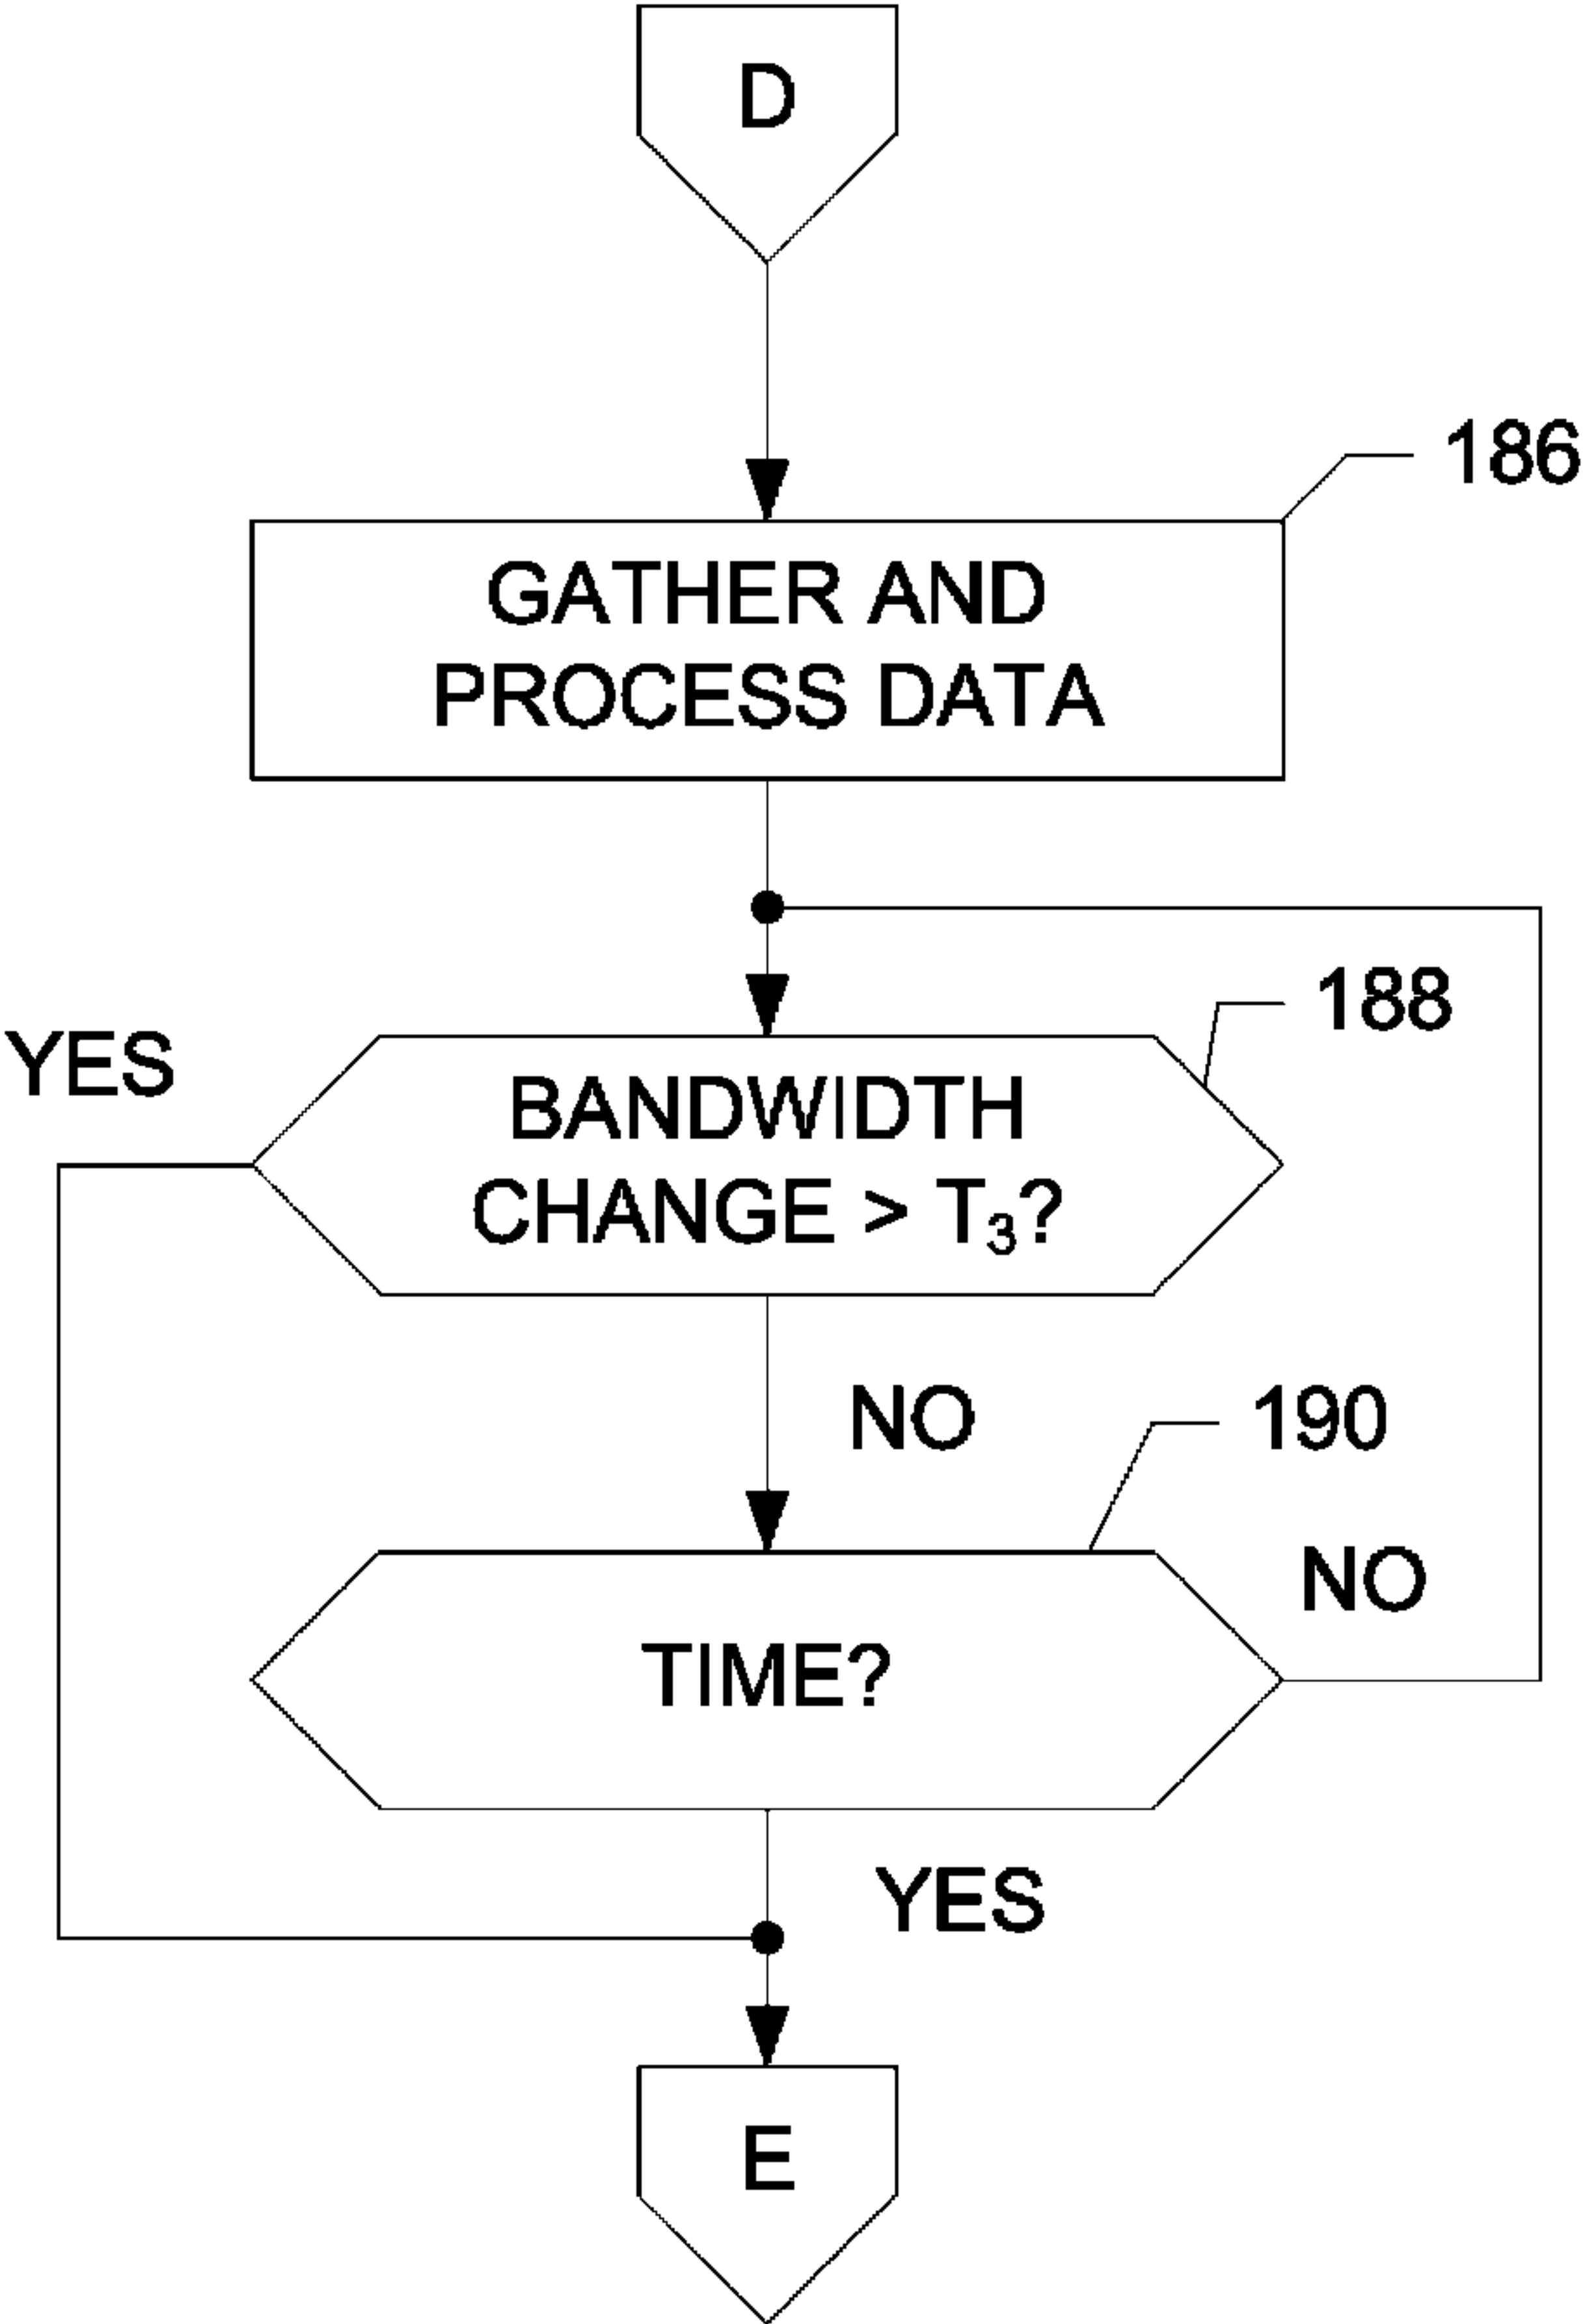 D
186
GATHER AND
PROCESS DATA
188
YES
BANDWIDTH
CHANGE > T₃?
NO
190
NO
TIME?
YES
E